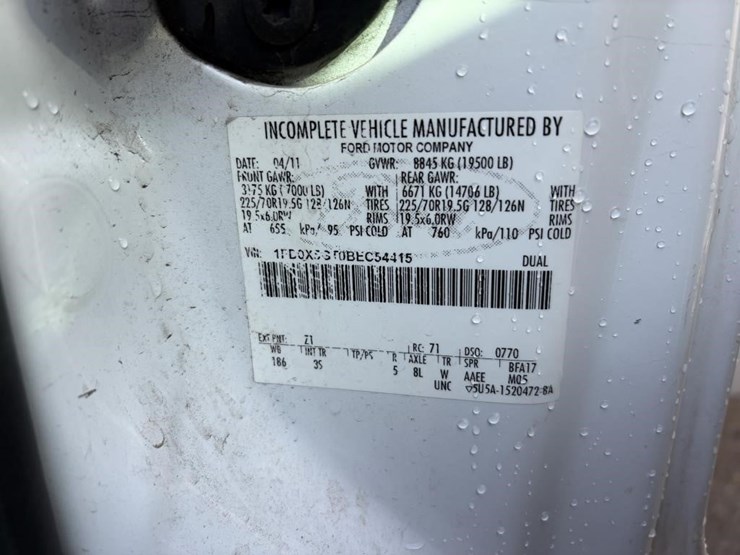 INCOMPLETE VEHICLE MANUFACTURED BY
FORD MOTOR COMPANY
DATE: 04/11 GVWR: 8845 KG (19500 LB)
FRONT GAWR: REAR GAWR:
3175 KG (7000 LB) WITH 6671 KG (14706 LB) WITH
225/70R19.5G 128/126N TIRES 225/70R19.5G 128/126N TIRES
19.5x6.0RW RIMS 19.5x6.0RW RIMS
AT 655 kPa/ 95 PSI COLD AT 760 kPa/110 PSI COLD
VIN: DUAL
EXT PNT: Z1 RC: 71 DSO: 0770
WB INT TR TP/PS R AXLE TR SPR BFA17
186 3S 5 8L W AAEE M05
UNC ▽5U5A-1520472-BA